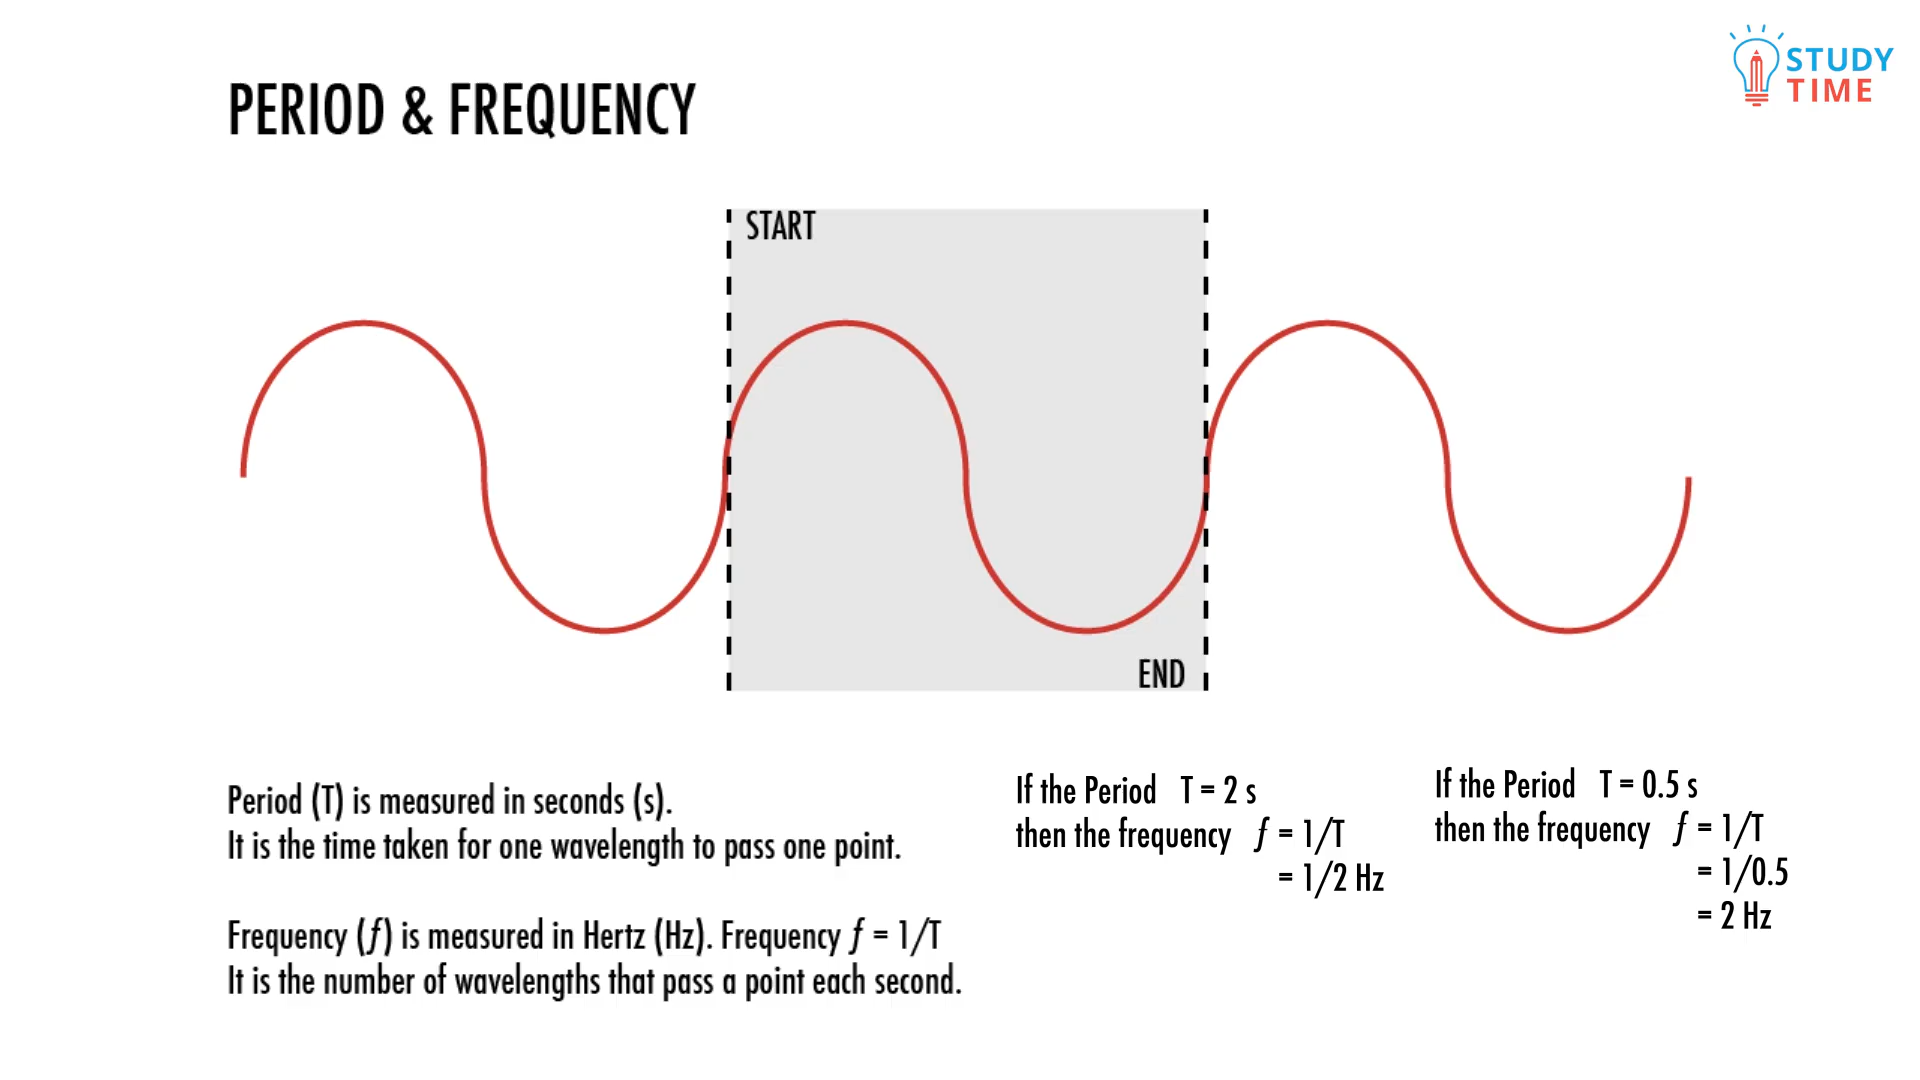 STUDY
TIME
PERIOD & FREQUENCY
START
END
Period (T) is measured in seconds (s).
It is the time taken for one wavelength to pass one point.
Frequency (ƒ) is measured in Hertz (Hz). Frequency ƒ = 1/T
It is the number of wavelengths that pass a point each second.
If the Period T = 2 s
then the frequency ƒ = 1/T
= 1/2 Hz
If the Period T = 0.5 s
then the frequency ƒ = 1/T
= 1/0.5
= 2 Hz